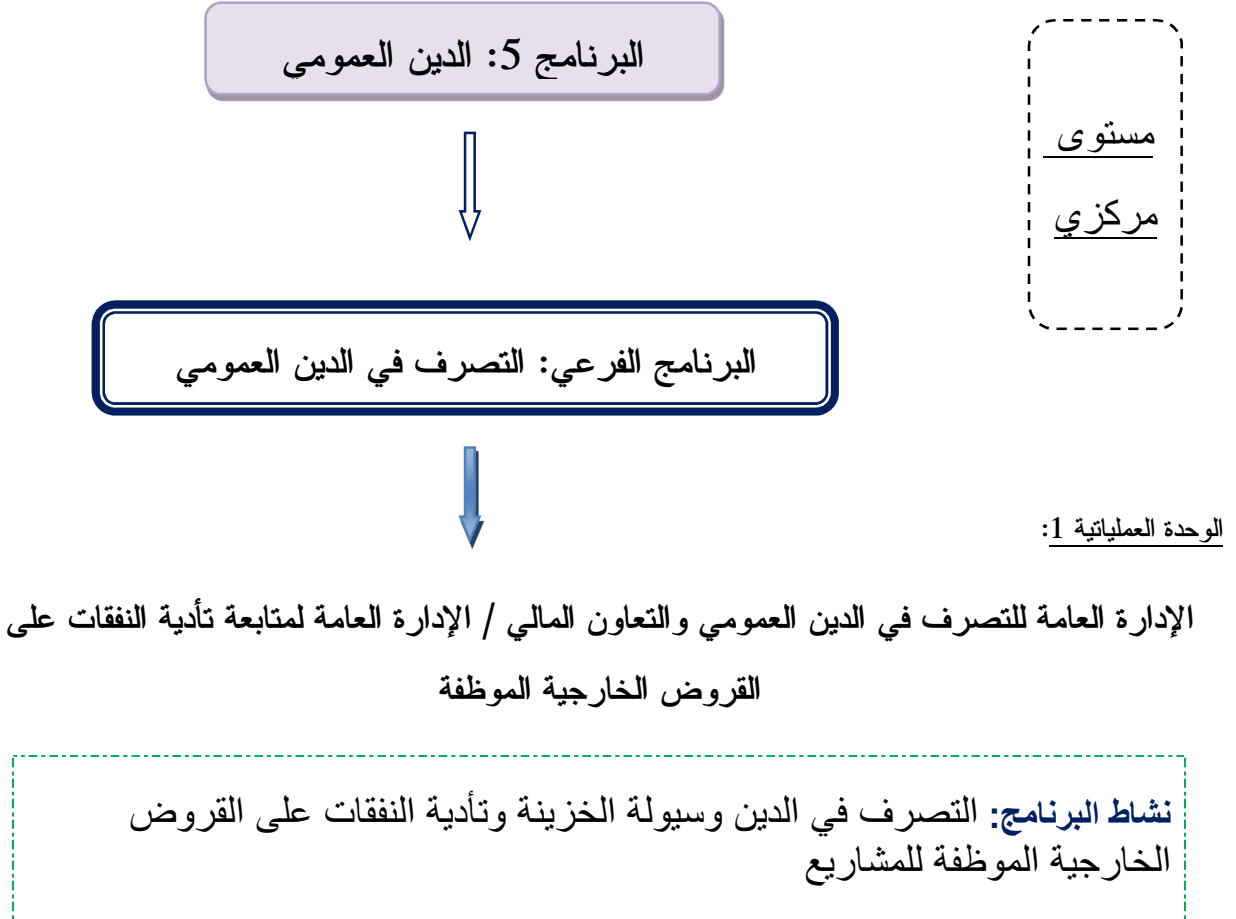 البرنامج 5: الدين العمومي
مستوى
مركزي
البرنامج الفرعي: التصرف في الدين العمومي
الوحدة العملياتية 1:
الإدارة العامة للتصرف في الدين العمومي والتعاون المالي / الإدارة العامة لمتابعة تأدية النفقات على
القروض الخارجية الموظفة
نشاط البرنامج: التصرف في الدين وسيولة الخزينة وتأدية النفقات على القروض
الخارجية الموظفة للمشاريع